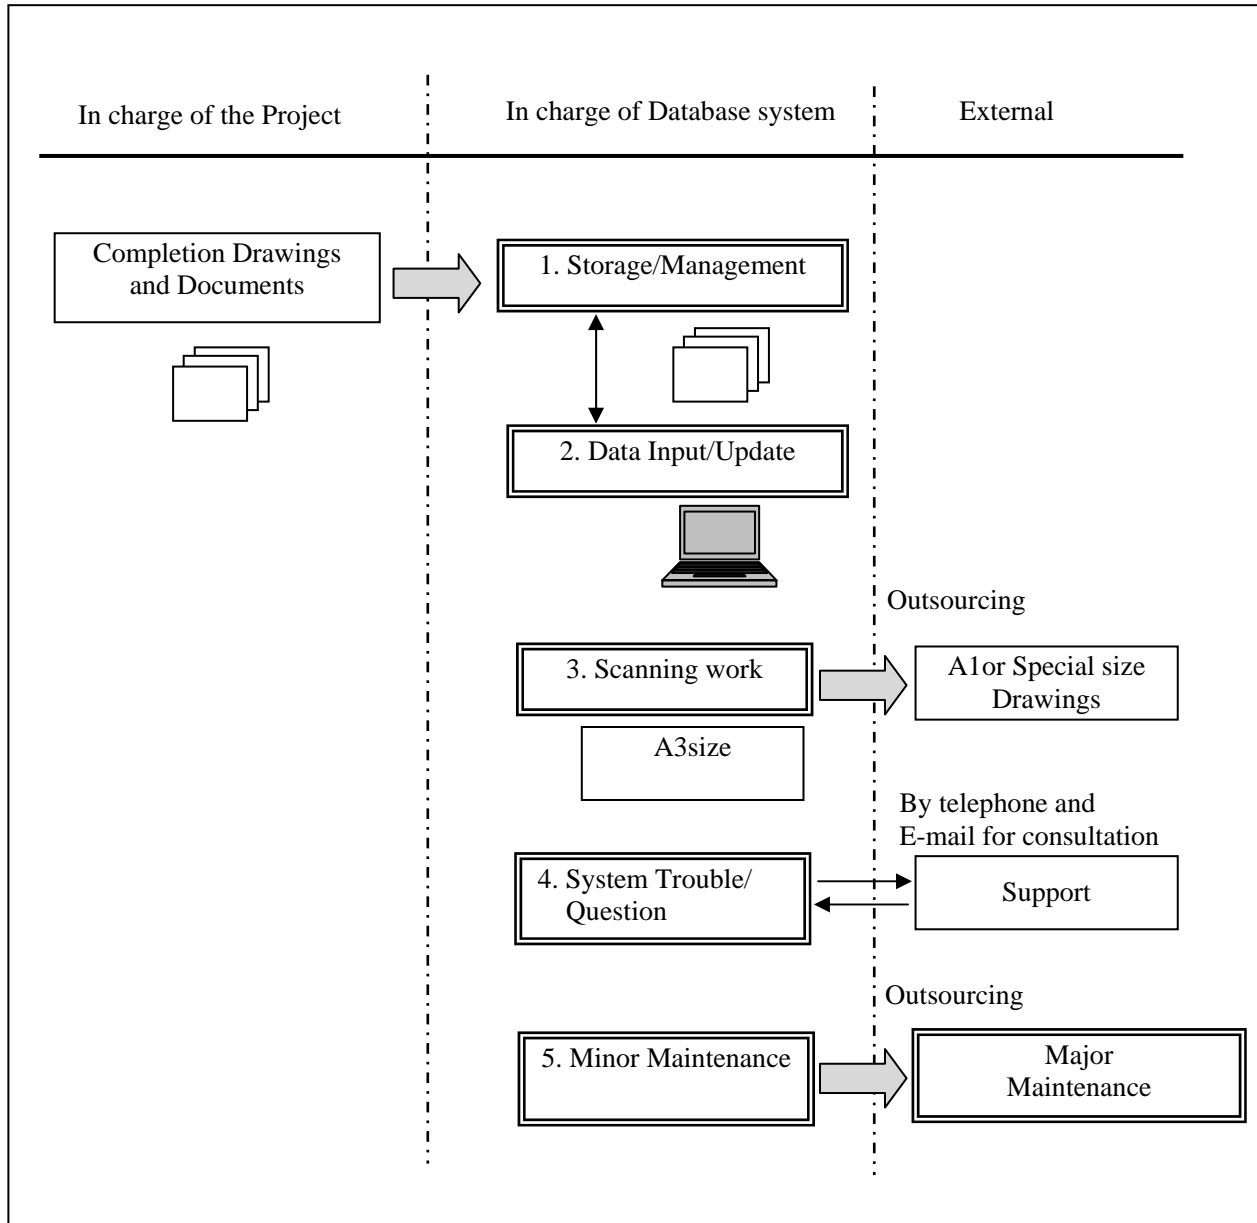 In charge of the Project
In charge of Database system
External
Completion Drawings
and Documents
1. Storage/Management
2. Data Input/Update
Outsourcing
3. Scanning work
A1or Special size
Drawings
A3size
By telephone and
E-mail for consultation
4. System Trouble/
Question
Support
Outsourcing
5. Minor Maintenance
Major
Maintenance